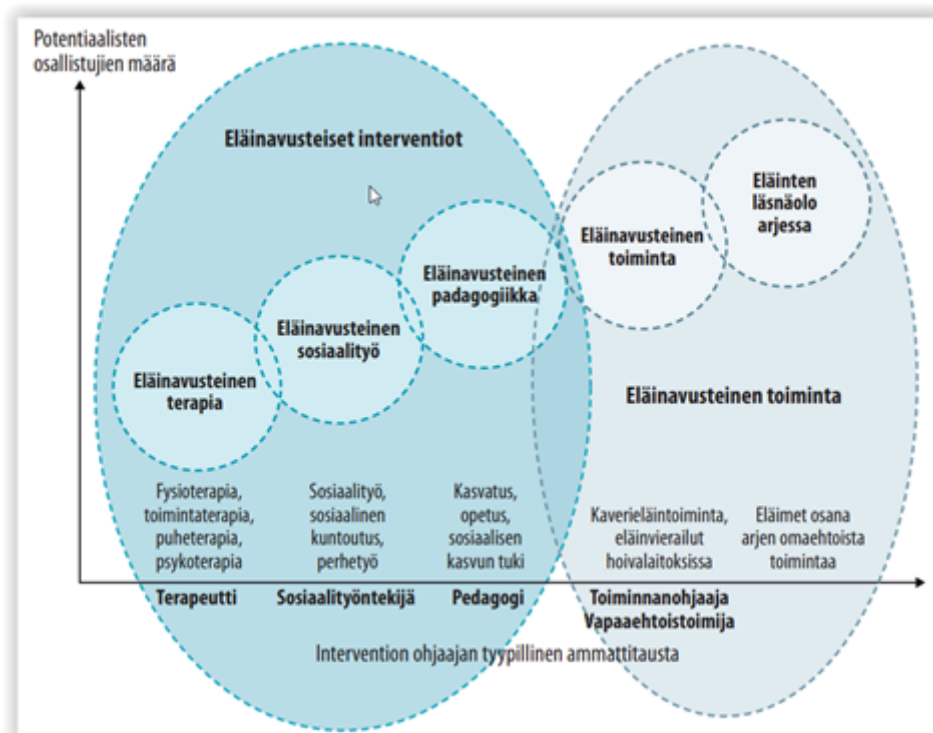 Potentiaalisten
osallistujien määrä
Eläinavusteiset interventiot
Eläinavusteinen
terapia
Eläinavusteinen
sosiaalityö
Eläinavusteinen
padagogiikka
Eläinavusteinen
toiminta
Eläinten
läsnäolo
arjessa
Eläinavusteinen toiminta
Fysioterapia,
toimintaterapia,
puheterapia,
psykoterapia
Sosiaalityö,
sosiaalinen
kuntoutus,
perhetyö
Kasvatus,
opetus,
sosiaalisen
kasvun tuki
Kaverieläintoiminta,
eläinvierailut
hoivalaitoksissa
Eläimet osana
arjen omaehtoista
toimintaa
Terapeutti
Sosiaalityöntekijä
Pedagogi
Toiminnanohjaaja
Vapaaehtoistoimija
Intervention ohjaajan tyypillinen ammattitausta